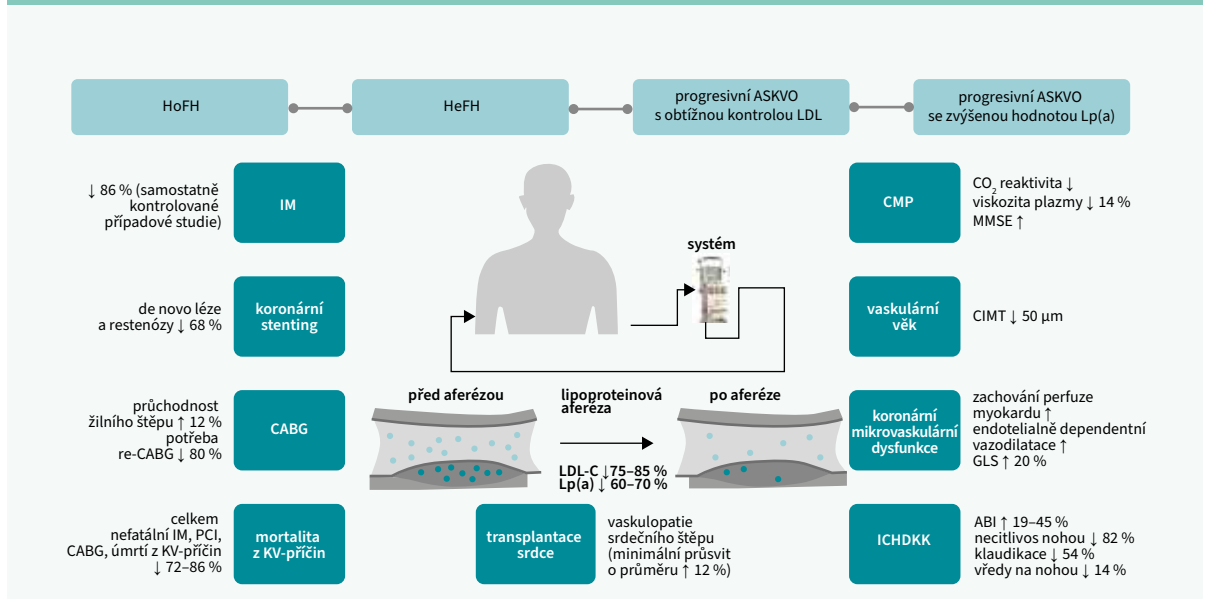 HoFH
HeFH
progresivní ASKVO
s obtížnou kontrolou LDL
progresivní ASKVO
se zvýšenou hodnotou Lp(a)
↓ 86 % (samostatně
kontrolované
případové studie)
IM
de novo léze
a restenózy ↓ 68 %
koronární
stenting
průchodnost
žilního štěpu ↑ 12 %
potřeba
re-CABG ↓ 80 %
CABG
celkem
nefatální IM, PCI,
CABG, úmrtí z KV-příčin
↓ 72–86 %
mortalita
z KV-příčin
systém
před aferézou
lipoproteinová
aferéza
po aferéze
LDL-C ↓75–85 %
Lp(a) ↓ 60–70 %
transplantace
srdce
vaskulopatie
srdečního štěpu
(minimální průsvit
o průměru ↑ 12 %)
CMP
CO2 reaktivita ↓
viskozita plazmy ↓ 14 %
MMSE ↑
vaskulární
věk
CIMT ↓ 50 µm
koronární
mikrovaskulární
dysfunkce
zachování perfuze
myokardu ↑
endotelialně dependentní
vazodilatace ↑
GLS ↑ 20 %
ICHDKK
ABI ↑ 19–45 %
necitlivos nohou ↓ 82 %
klaudikace ↓ 54 %
vředy na nohou ↓ 14 %